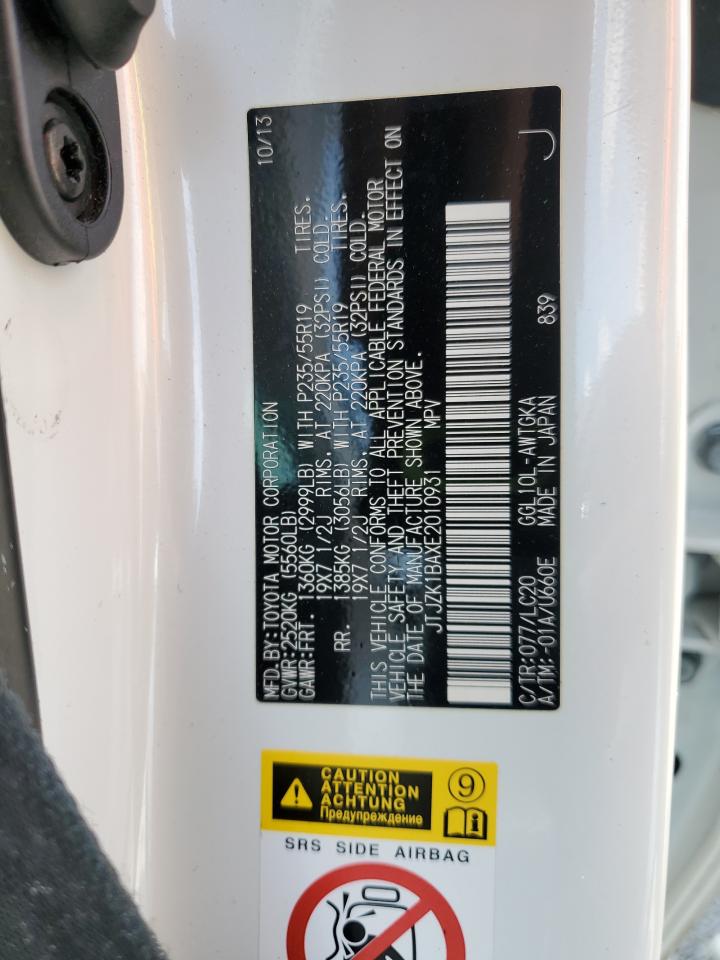 MFD.BY:TOYOTA MOTOR CORPORATION 10/13
GVWR:2520KG (5560LB)
GAWR:FRT. 1360KG (2999LB) WITH P235/55R19 TIRES.
19X7 1/2J RIMS. AT 220KPA (32PSI) COLD.
RR. 1385KG (3056LB) WITH P235/55R19 TIRES.
19X7 1/2J RIMS. AT 220KPA (32PSI) COLD.
THIS VEHICLE CONFORMS TO ALL APPLICABLE FEDERAL MOTOR
VEHICLE SAFETY AND THEFT PREVENTION STANDARDS IN EFFECT ON
THE DATE OF MANUFACTURE SHOWN ABOVE.
JTJZK1BAXE2010931 MPV
C/TR:077/LC20 GGL10L-AWTGKA
A/TM:-01A/U660E MADE IN JAPAN 839
J
CAUTION
ATTENTION
ACHTUNG
Предупреждение
9
SRS SIDE AIRBAG